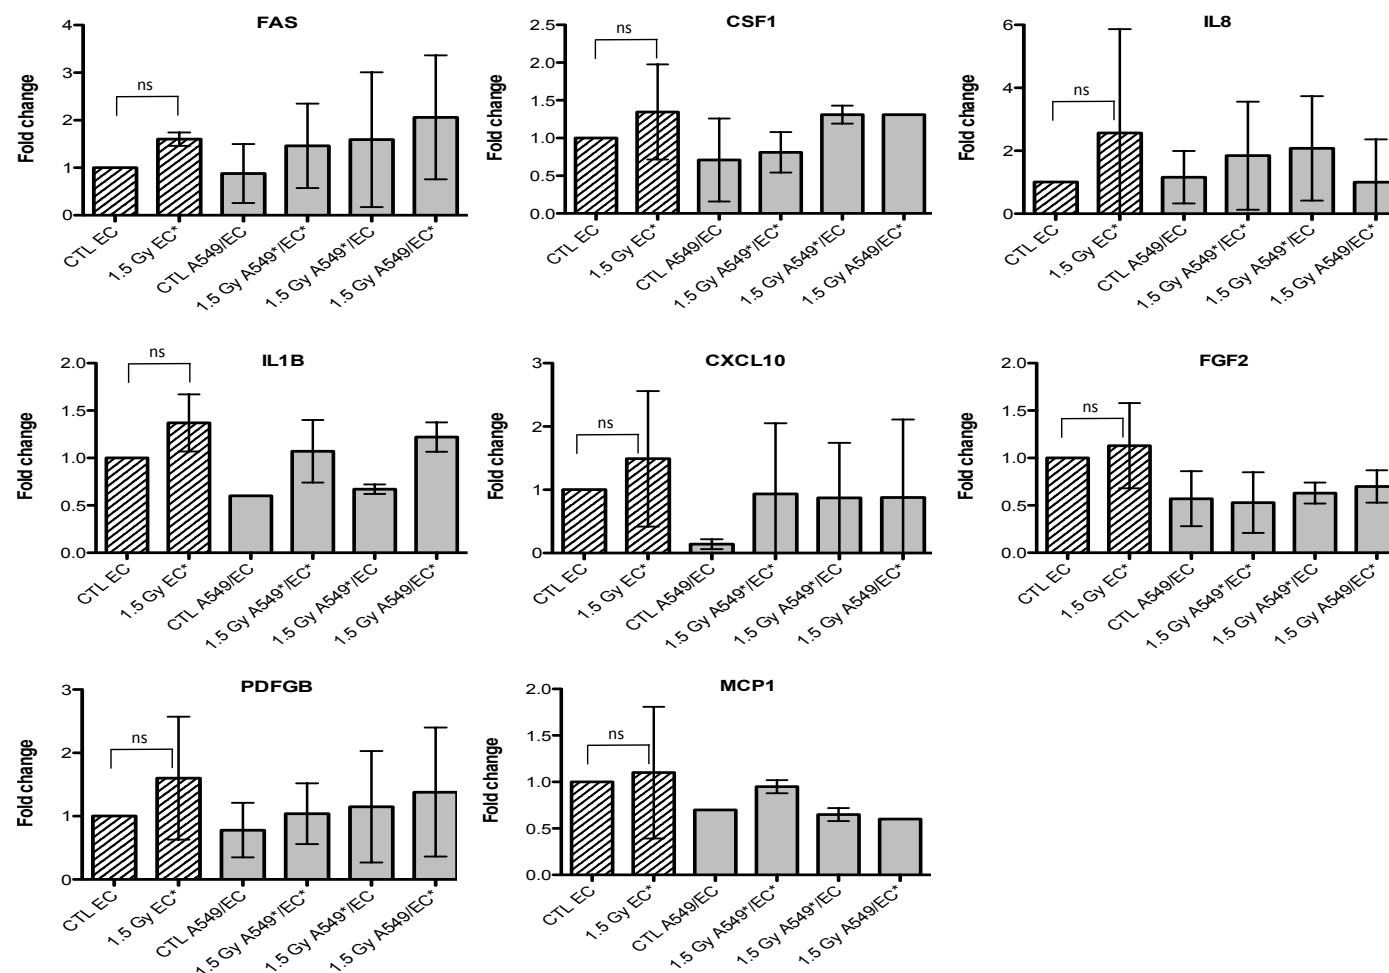 FAS
Fold change
4
3
2
1
0
ns
CTL EC
1.5 Gy EC*
CTL A549/EC
1.5 Gy A549*/EC*
1.5 Gy A549*/EC
1.5 Gy A549/EC*
CSF1
Fold change
2.5
2.0
1.5
1.0
0.5
0.0
ns
CTL EC
1.5 Gy EC*
CTL A549/EC
1.5 Gy A549*/EC*
1.5 Gy A549*/EC
1.5 Gy A549/EC*
IL8
Fold change
6
4
2
0
ns
CTL EC
1.5 Gy EC*
CTL A549/EC
1.5 Gy A549*/EC*
1.5 Gy A549*/EC
1.5 Gy A549/EC*
IL1B
Fold change
2.0
1.5
1.0
0.5
0.0
ns
CTL EC
1.5 Gy EC*
CTL A549/EC
1.5 Gy A549*/EC*
1.5 Gy A549*/EC
1.5 Gy A549/EC*
CXCL10
Fold change
3
2
1
0
ns
CTL EC
1.5 Gy EC*
CTL A549/EC
1.5 Gy A549*/EC*
1.5 Gy A549*/EC
1.5 Gy A549/EC*
FGF2
Fold change
2.0
1.5
1.0
0.5
0.0
ns
CTL EC
1.5 Gy EC*
CTL A549/EC
1.5 Gy A549*/EC*
1.5 Gy A549*/EC
1.5 Gy A549/EC*
PDFGB
Fold change
3
2
1
0
ns
CTL EC
1.5 Gy EC*
CTL A549/EC
1.5 Gy A549*/EC*
1.5 Gy A549*/EC
1.5 Gy A549/EC*
MCP1
Fold change
2.0
1.5
1.0
0.5
0.0
ns
CTL EC
1.5 Gy EC*
CTL A549/EC
1.5 Gy A549*/EC*
1.5 Gy A549*/EC
1.5 Gy A549/EC*